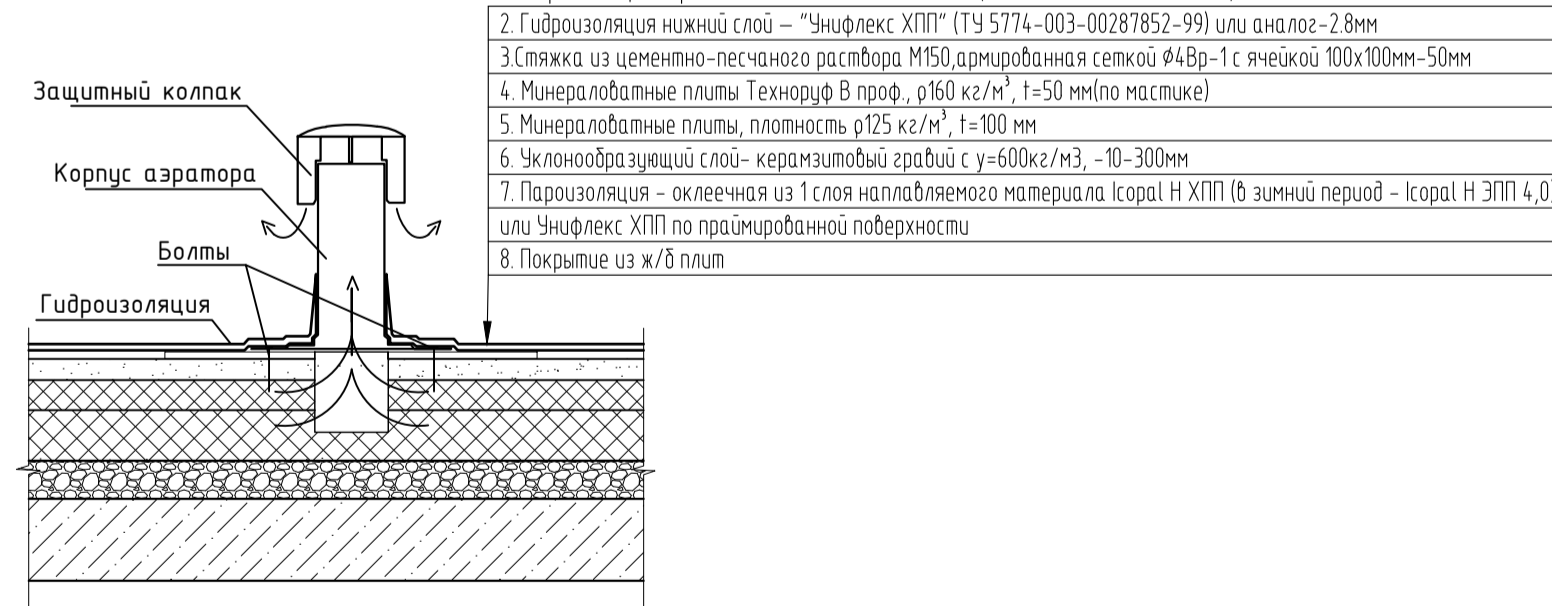 2. Гидроизоляция нижний слой – "Унифлекс ХПП" (ТУ 5774-003-00287852-99) или аналог-2.8мм
3.Стяжка из цементно-песчаного раствора М150,армированная сеткой Ø4Вр-1 с ячейкой 100х100мм-50мм
4. Минераловатные плиты Техноруф В проф., ρ160 кг/м³, t=50 мм(по мастике)
5. Минераловатные плиты, плотность ρ125 кг/м³, t=100 мм
6. Уклонообразующий слой- керамзитовый гравий с γ=600кг/м3, -10-300мм
7. Пароизоляция - оклеечная из 1 слоя наплавляемого материала Icopal Н ХПП (в зимний период - Icopal Н ЭПП 4,0)
или Унифлекс ХПП по праймированной поверхности
8. Покрытие из ж/б плит
Защитный колпак
Корпус аэратора
Болты
Гидроизоляция